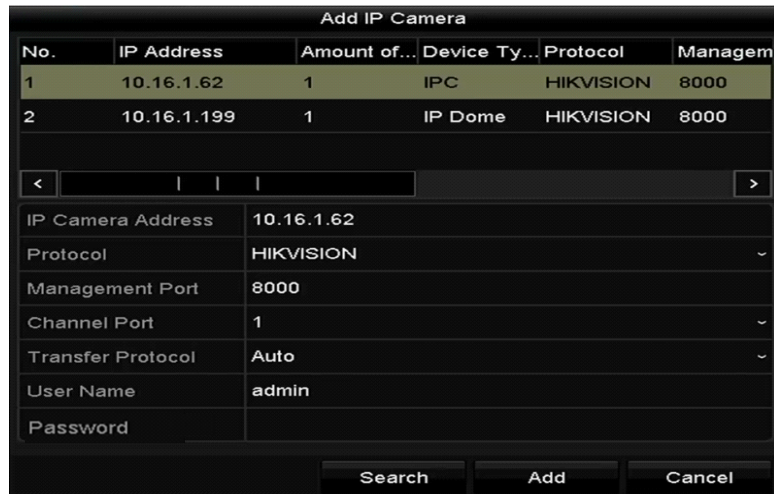 Add IP Camera
No. IP Address Amount of... Device Ty... Protocol Managem
1 10.16.1.62 1 IPC HIKVISION 8000
2 10.16.1.199 1 IP Dome HIKVISION 8000
IP Camera Address 10.16.1.62
Protocol HIKVISION
Management Port 8000
Channel Port 1
Transfer Protocol Auto
User Name admin
Password
Search Add Cancel